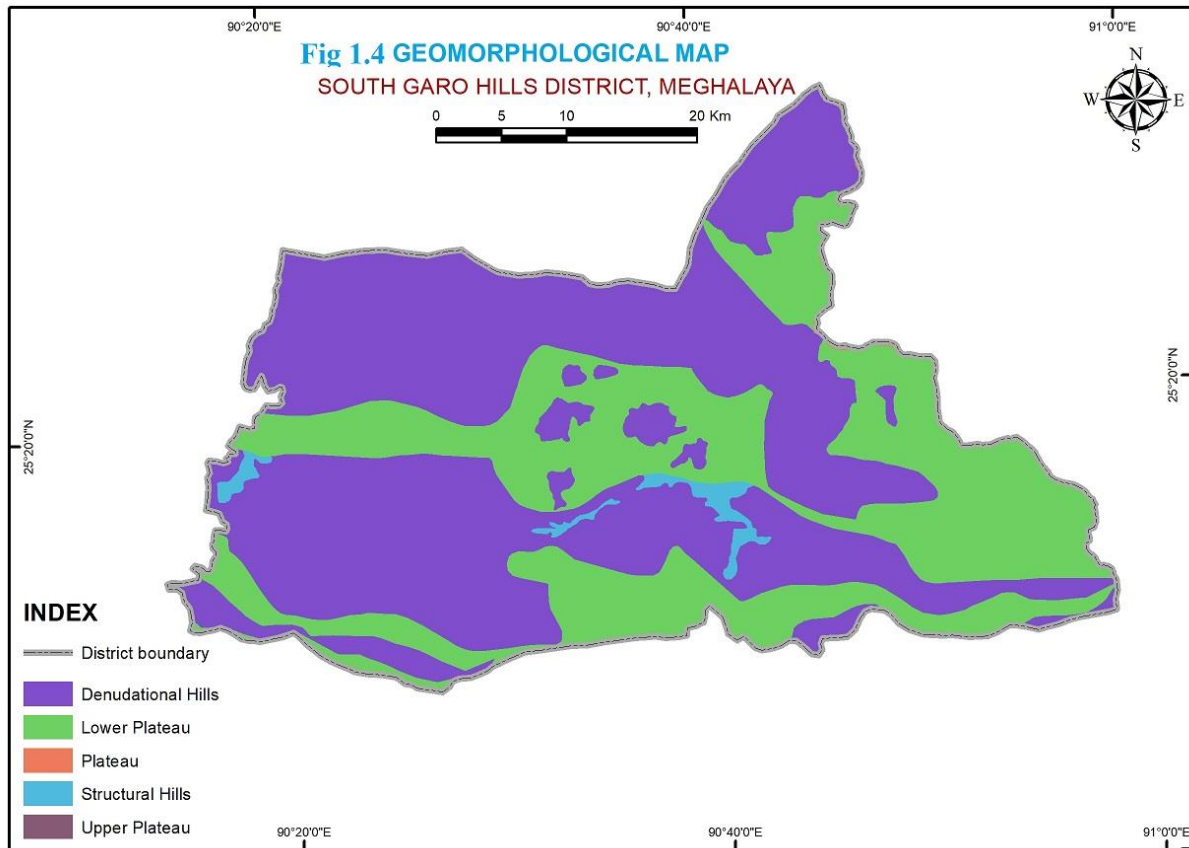 90°20'0"E 90°40'0"E 91°0'0"E
Fig 1.4 GEOMORPHOLOGICAL MAP
SOUTH GARO HILLS DISTRICT, MEGHALAYA
0 5 10 20 Km
N
W E
S
25°20'0"N
25°20'0"N
INDEX
District boundary
Denudational Hills
Lower Plateau
Plateau
Structural Hills
Upper Plateau
90°20'0"E 90°40'0"E 91°0'0"E